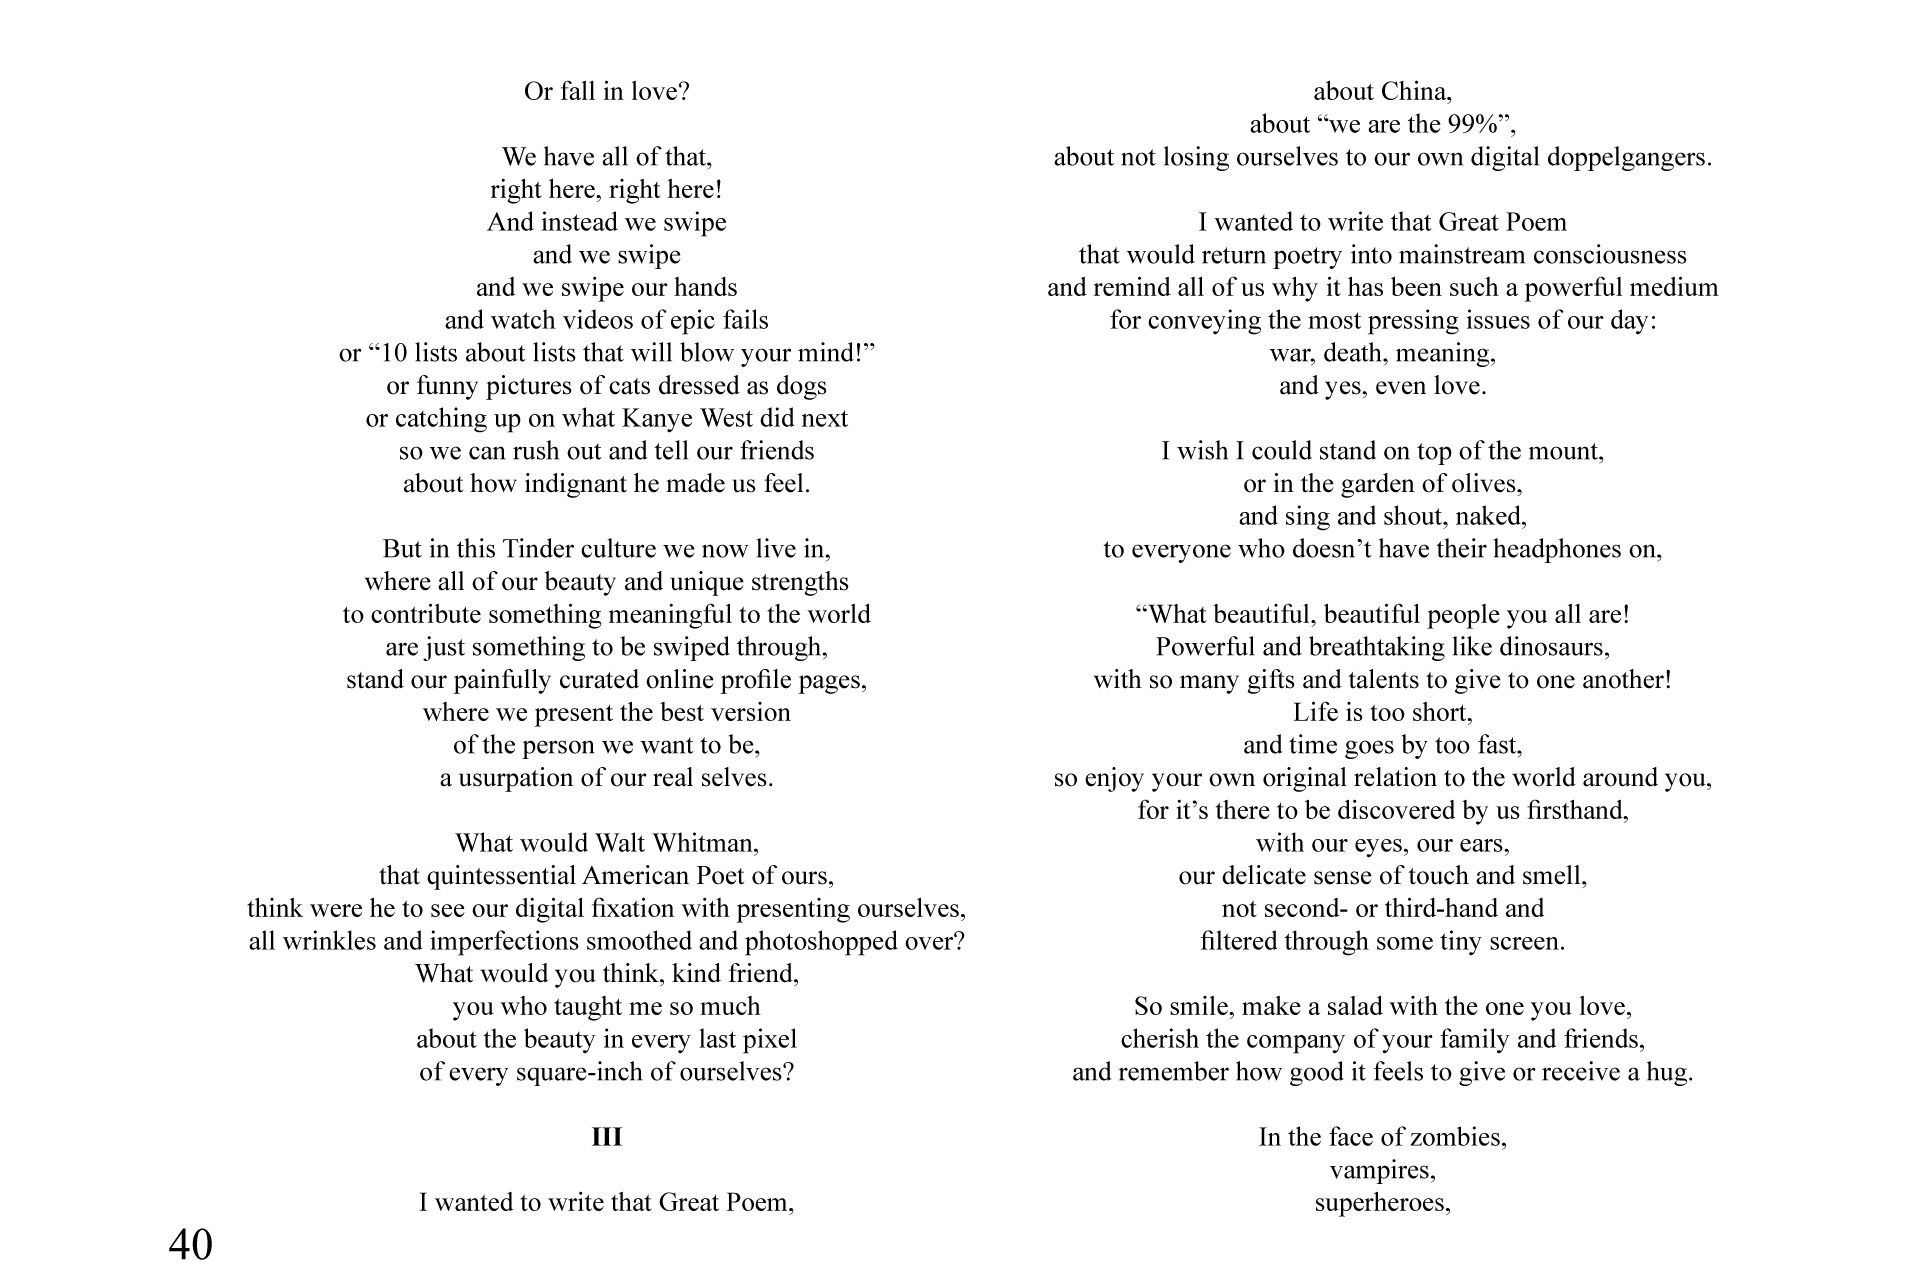 Or fall in love?

We have all of that,
right here, right here!
And instead we swipe
and we swipe
and we swipe our hands
and watch videos of epic fails
or “10 lists about lists that will blow your mind!”
or funny pictures of cats dressed as dogs
or catching up on what Kanye West did next
so we can rush out and tell our friends
about how indignant he made us feel.

But in this Tinder culture we now live in,
where all of our beauty and unique strengths
to contribute something meaningful to the world
are just something to be swiped through,
stand our painfully curated online profile pages,
where we present the best version
of the person we want to be,
a usurpation of our real selves.

What would Walt Whitman,
that quintessential American Poet of ours,
think were he to see our digital fixation with presenting ourselves,
all wrinkles and imperfections smoothed and photoshopped over?
What would you think, kind friend,
you who taught me so much
about the beauty in every last pixel
of every square-inch of ourselves?

III

I wanted to write that Great Poem,
about China,
about “we are the 99%”,
about not losing ourselves to our own digital doppelgangers.

I wanted to write that Great Poem
that would return poetry into mainstream consciousness
and remind all of us why it has been such a powerful medium
for conveying the most pressing issues of our day:
war, death, meaning,
and yes, even love.

I wish I could stand on top of the mount,
or in the garden of olives,
and sing and shout, naked,
to everyone who doesn’t have their headphones on,

“What beautiful, beautiful people you all are!
Powerful and breathtaking like dinosaurs,
with so many gifts and talents to give to one another!
Life is too short,
and time goes by too fast,
so enjoy your own original relation to the world around you,
for it’s there to be discovered by us firsthand,
with our eyes, our ears,
our delicate sense of touch and smell,
not second- or third-hand and
filtered through some tiny screen.

So smile, make a salad with the one you love,
cherish the company of your family and friends,
and remember how good it feels to give or receive a hug.

In the face of zombies,
vampires,
superheroes,
40